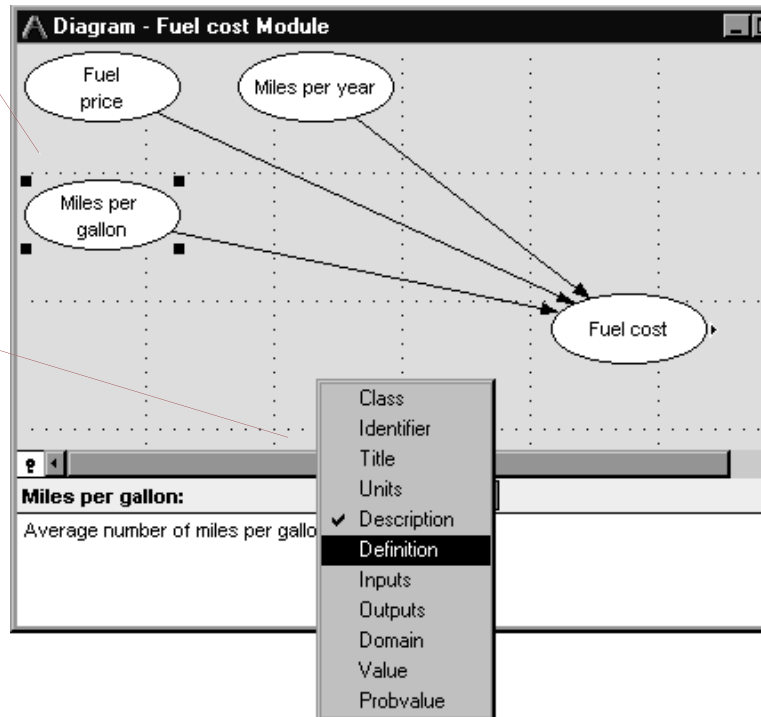 Diagram - Fuel cost Module
Fuel
price
Miles per year
Miles per
gallon
Fuel cost
?
Miles per gallon:
Average number of miles per gallo
Class
Identifier
Title
Units
✓ Description
Definition
Inputs
Outputs
Domain
Value
Probvalue